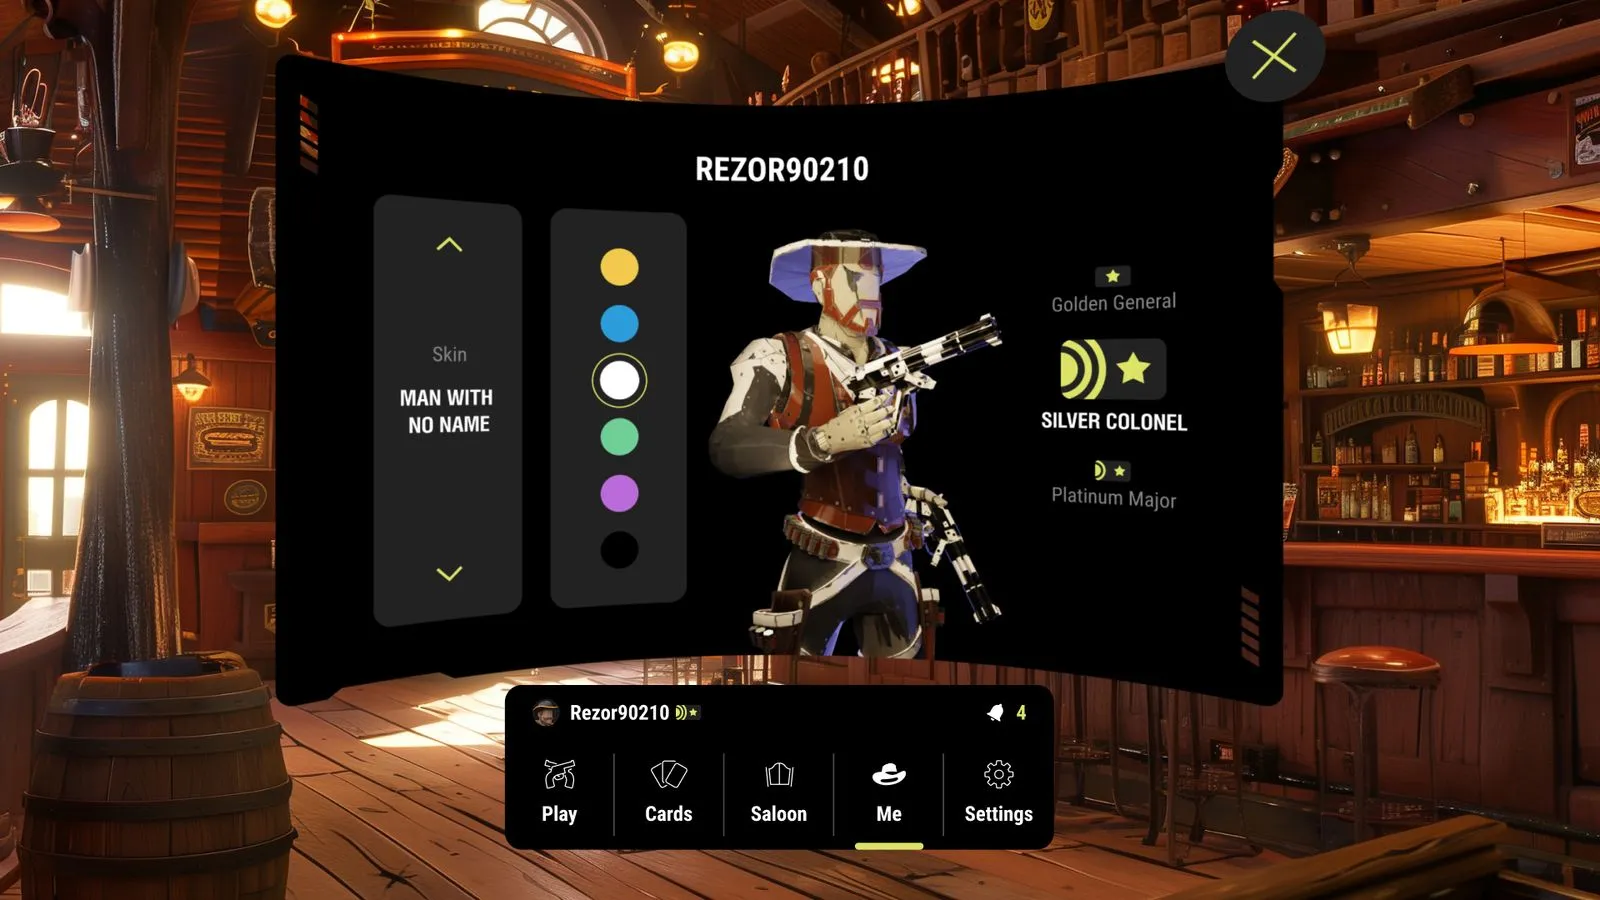 REZOR90210
Skin
MAN WITH
NO NAME
Golden General
SILVER COLONEL
Platinum Major
Rezor90210
4
Play
Cards
Saloon
Me
Settings